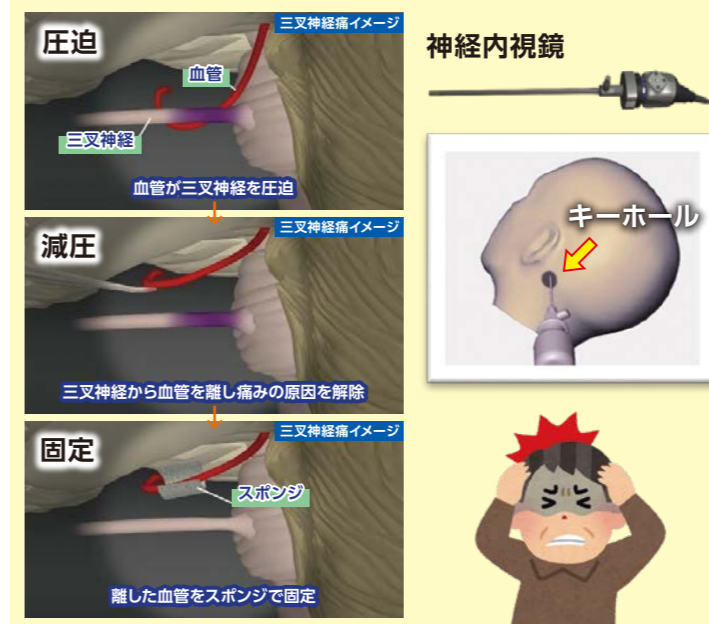 圧迫
三叉神経痛イメージ
血管
三叉神経
血管が三叉神経を圧迫
減圧
三叉神経痛イメージ
三叉神経から血管を離し痛みの原因を解除
固定
三叉神経痛イメージ
スポンジ
離した血管をスポンジで固定
神経内視鏡
キーホール